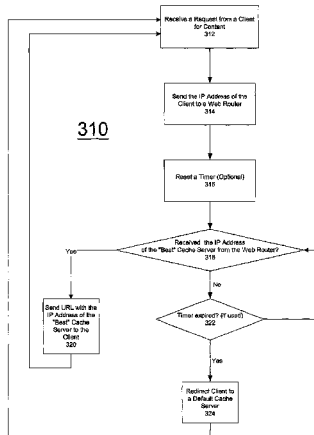 Receive a Request from a Client
for Content
312
Send the IP Address of the
Client to a Web Router
314
310
Reset a Timer (Optional)
316
Received the IP Address
of the "Best" Cache Server from the Web Router?
318
Yes
No
Send URL with the
IP Address of the
"Best" Cache
Server to the
Client
320
Timer expired? (If used)
322
Yes
Redirect Client to
a Default Cache
Server
324